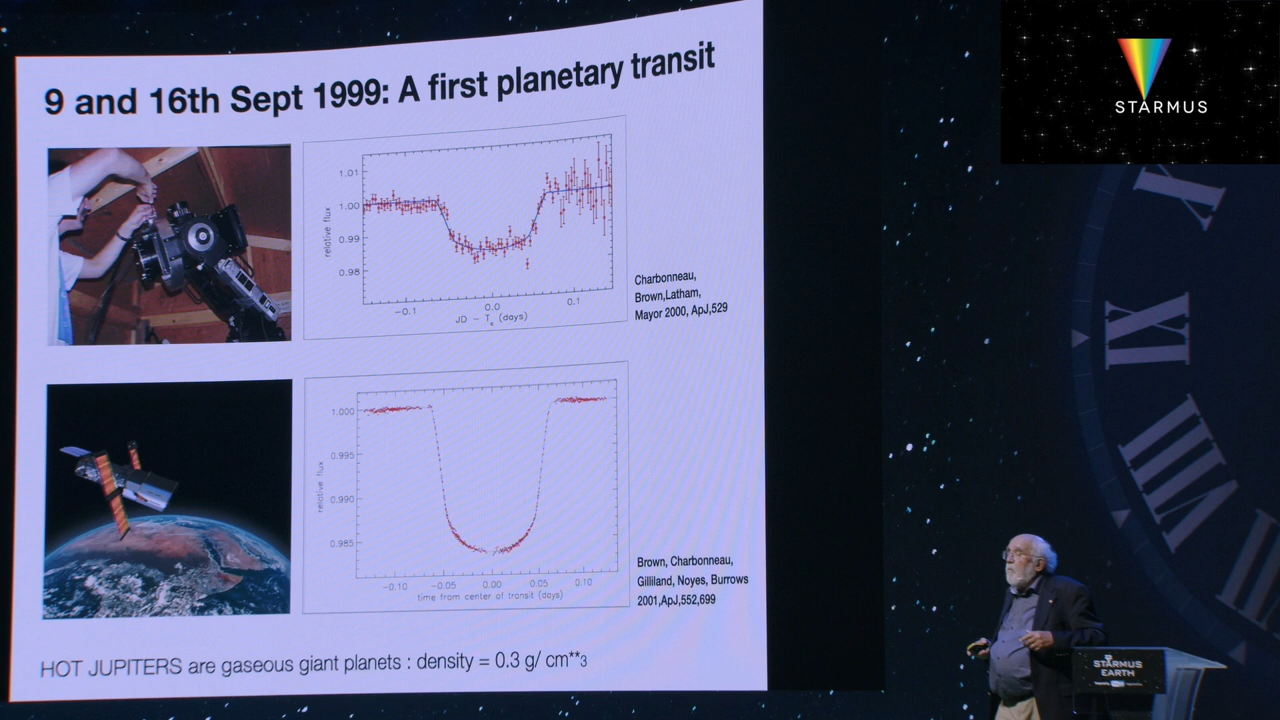 9 and 16th Sept 1999: A first planetary transit
STARMUS
1.01
1.00
0.99
0.98
relative flux
−0.1
0.0
0.1
JD − Tc (days)
Charbonneau,
Brown,Latham,
Mayor 2000, ApJ,529
1.000
0.995
0.990
0.985
relative flux
−0.10
−0.05
0.00
0.05
0.10
time from center of transit (days)
Brown, Charbonneau,
Gilliland, Noyes, Burrows
2001,ApJ,552,699
HOT JUPITERS are gaseous giant planets : density = 0.3 g/ cm**3
IX
VIII
STARMUS
EARTH